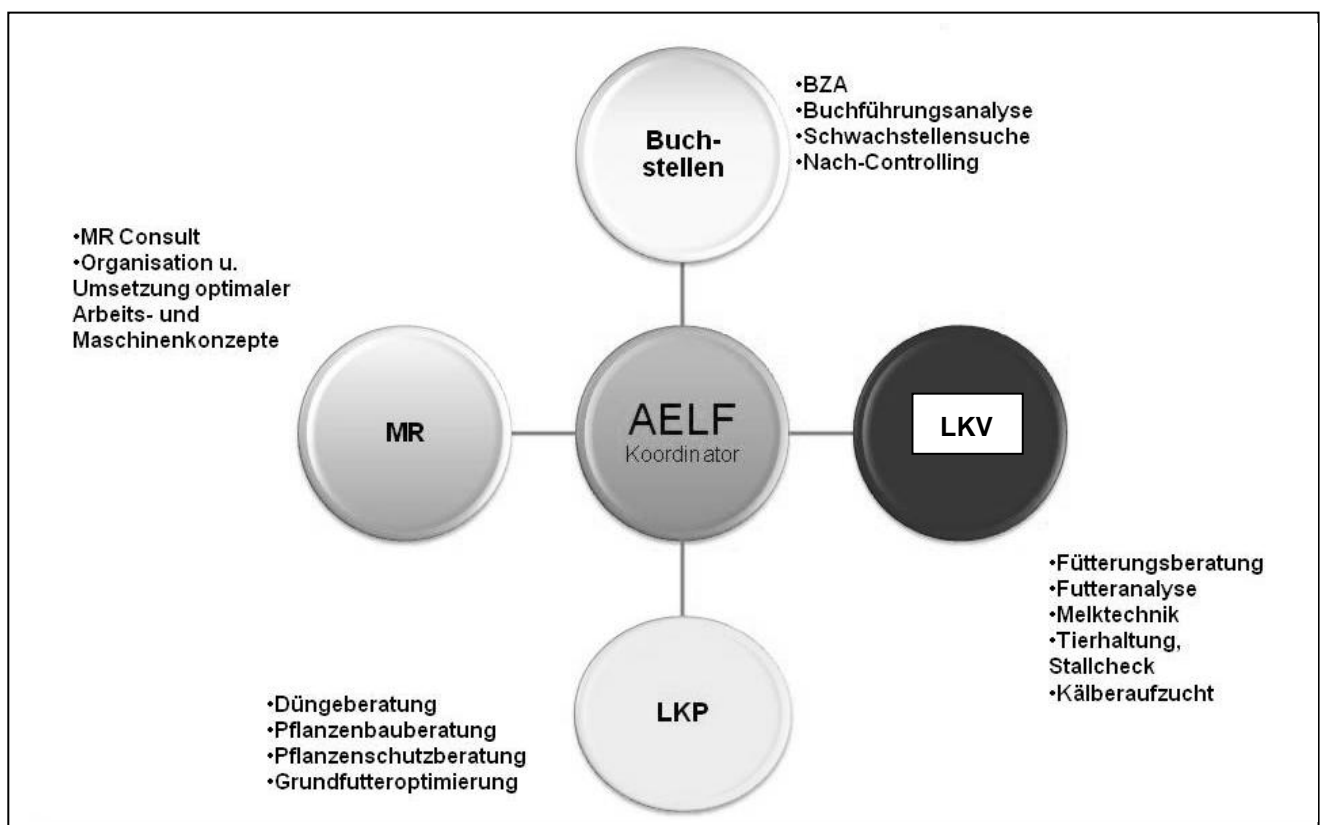 Buch-
stellen
•BZA
•Buchführungsanalyse
•Schwachstellensuche
•Nach-Controlling
•MR Consult
•Organisation u.
Umsetzung optimaler
Arbeits- und
Maschinenkonzepte
MR
AELF
Koordinator
LKV
•Fütterungsberatung
•Futteranalyse
•Melktechnik
•Tierhaltung,
Stallcheck
•Kälberaufzucht
LKP
•Düngeberatung
•Pflanzenbauberatung
•Pflanzenschutzberatung
•Grundfutteroptimierung